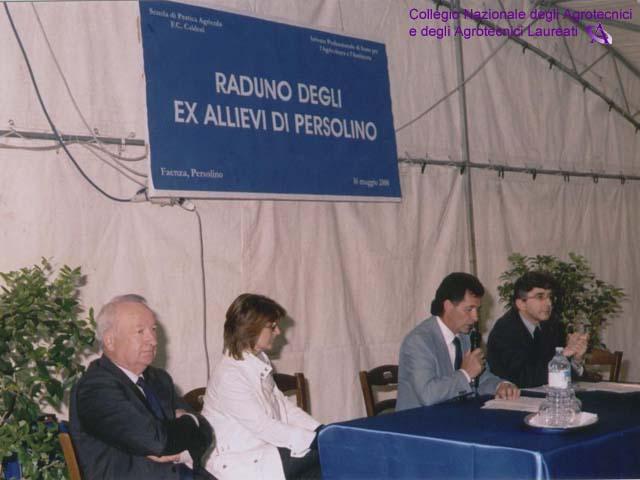 Collegio Nazionale degli Agrotecnici
e degli Agrotecnici Laureati
Scuola di Pratica Agricola
F.C. Caldesi
Istituto Professionale di Stato per
l'Agricoltura e l'Ambiente
RADUNO DEGLI
EX ALLIEVI DI PERSOLINO
Faenza, Persolino
16 maggio 2008